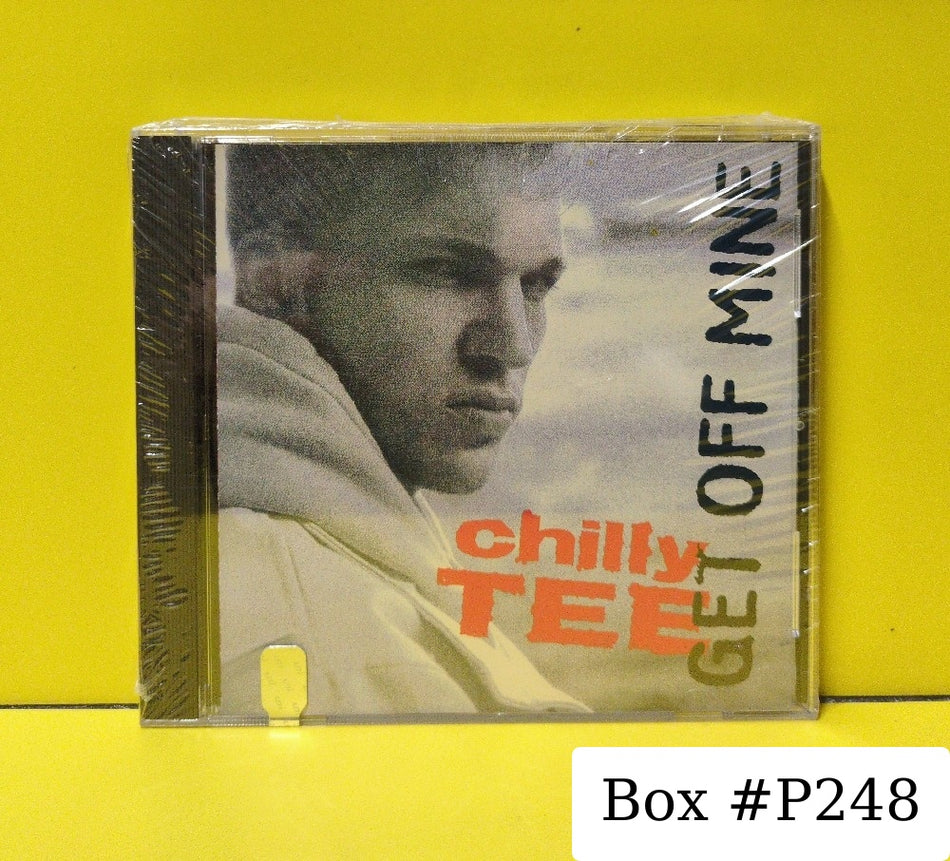 chilly
TEE
GET OFF MINE
Box #P248